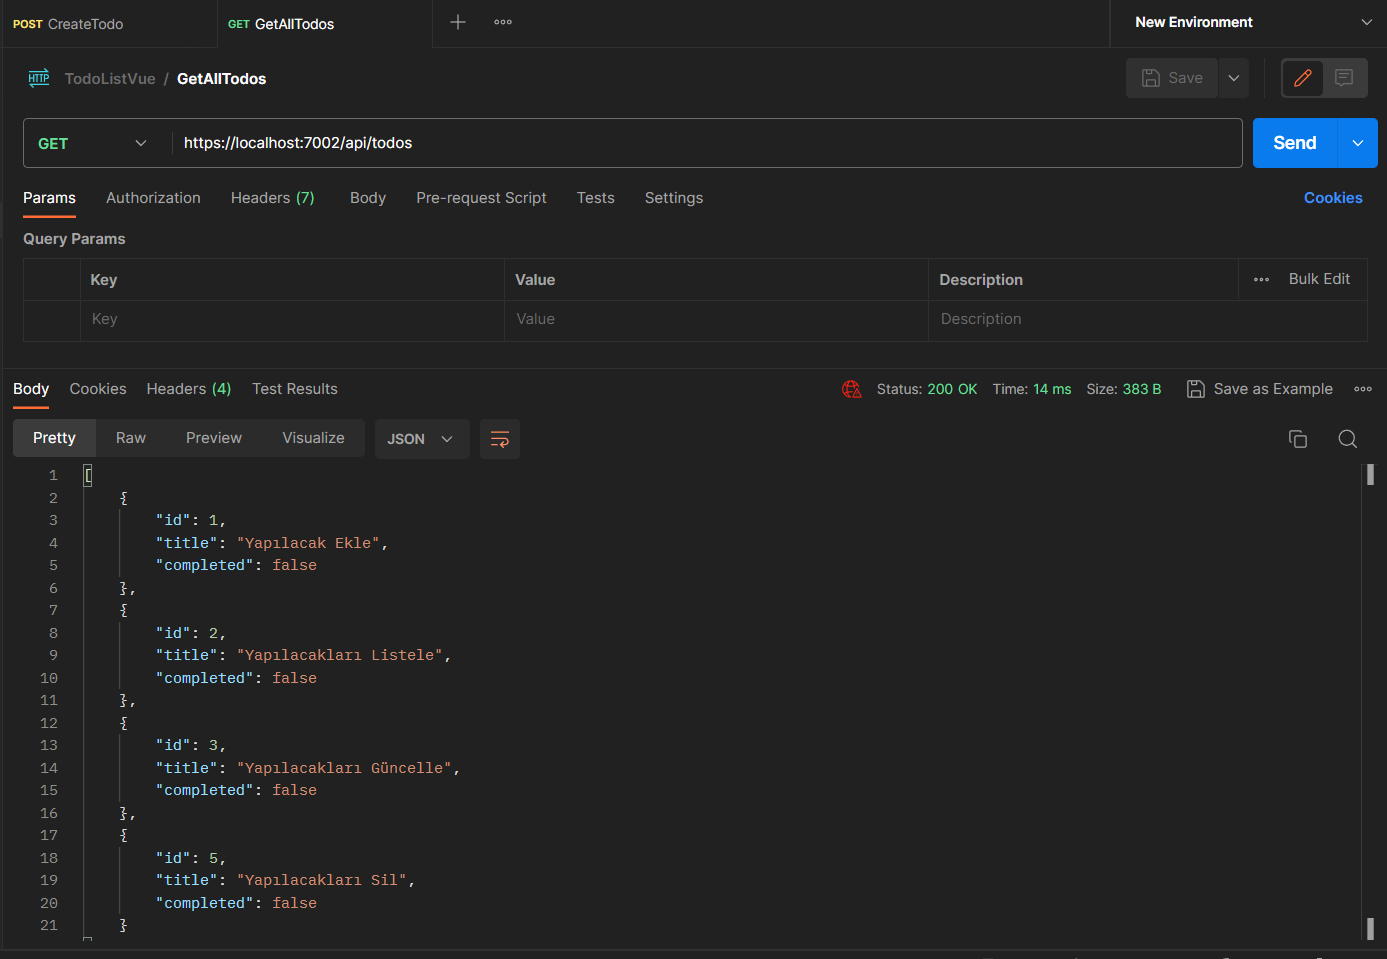 POST CreateTodo GET GetAllTodos New Environment
HTTP TodoListVue / GetAllTodos Save
GET https://localhost:7002/api/todos Send
Params Authorization Headers (7) Body Pre-request Script Tests Settings Cookies
Query Params
Key Value Description Bulk Edit
Key Value Description
Body Cookies Headers (4) Test Results Status: 200 OK Time: 14 ms Size: 383 B Save as Example
Pretty Raw Preview Visualize JSON
1 [
2 {
3 "id": 1,
4 "title": "Yapılacak Ekle",
5 "completed": false
6 },
7 {
8 "id": 2,
9 "title": "Yapılacakları Listele",
10 "completed": false
11 },
12 {
13 "id": 3,
14 "title": "Yapılacakları Güncelle",
15 "completed": false
16 },
17 {
18 "id": 5,
19 "title": "Yapılacakları Sil",
20 "completed": false
21 }